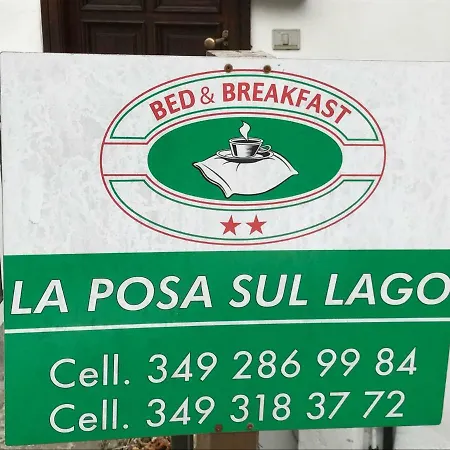 BED & BREAKFAST
LA POSA SUL LAGO
Cell. 349 286 99 84
Cell. 349 318 37 72